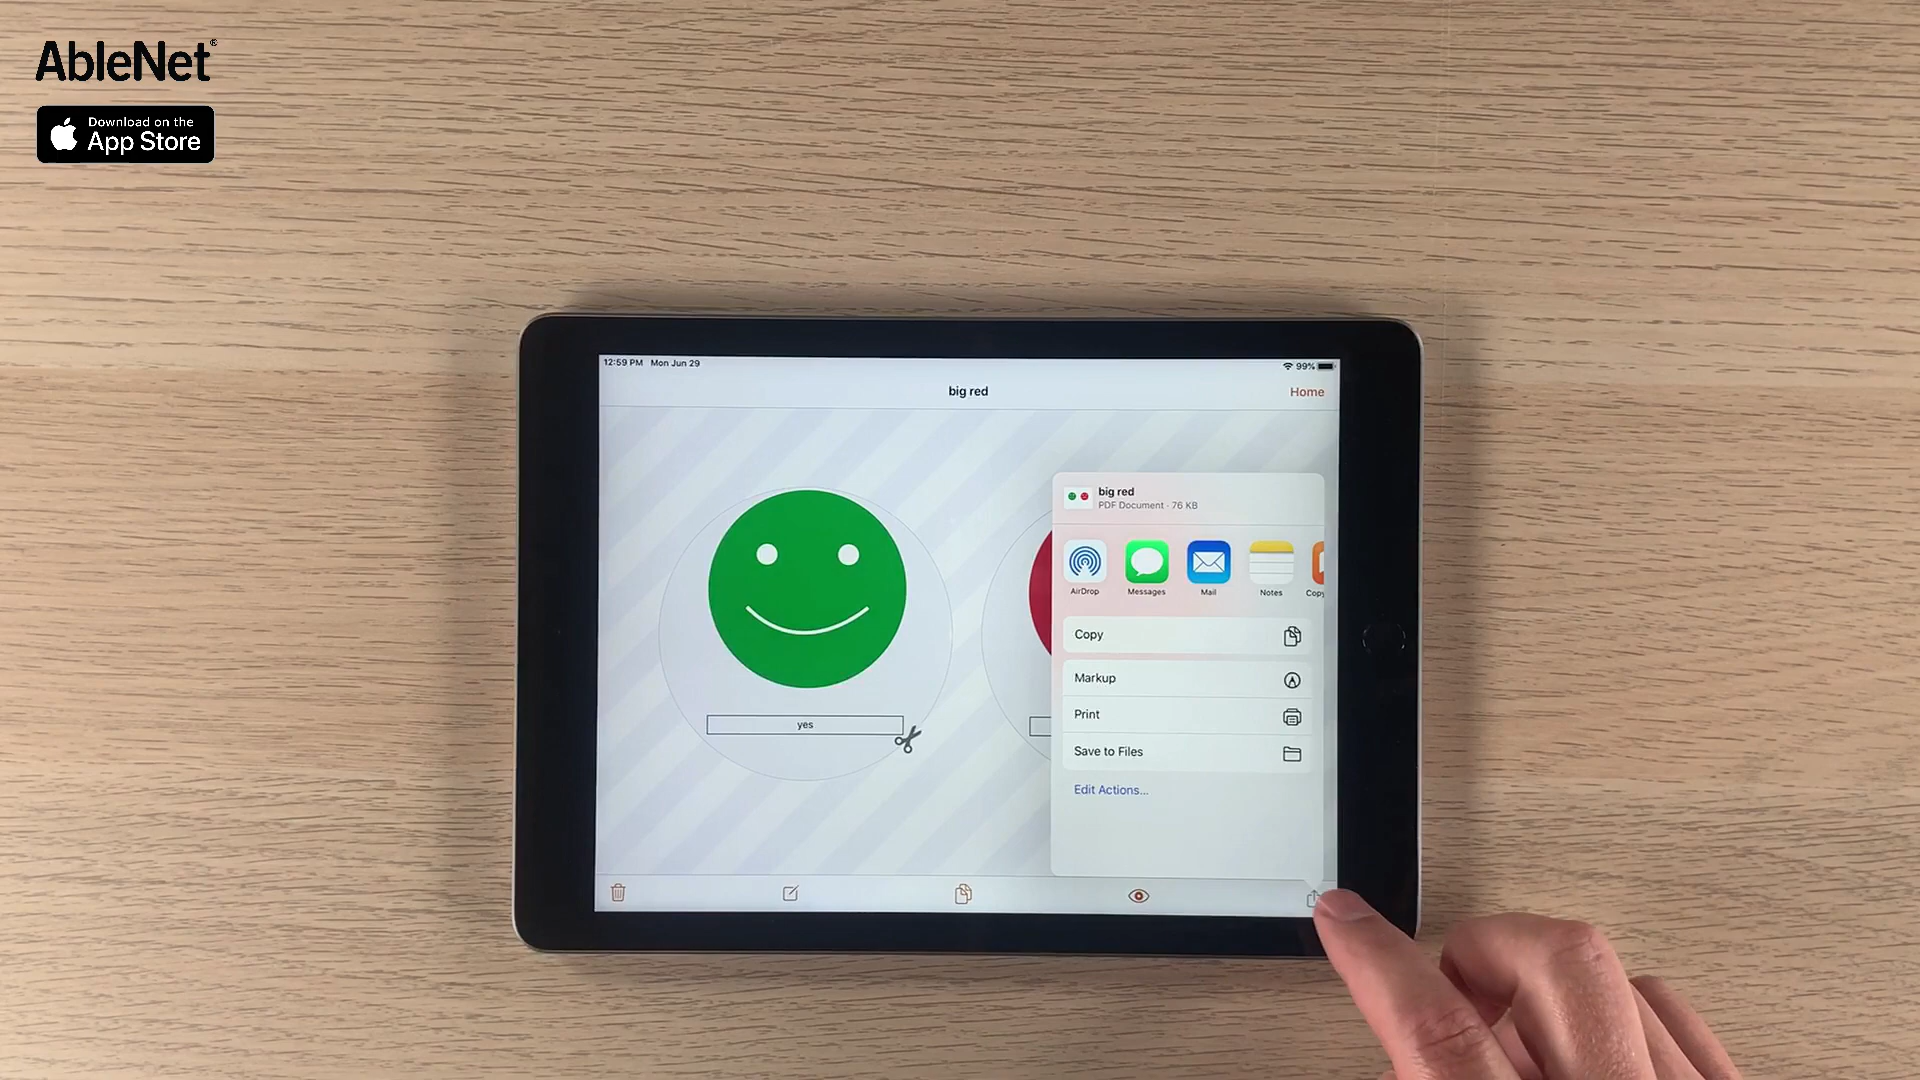 AbleNet®
Download on the
App Store
12:59 PM Mon Jun 29
99%
big red
Home
big red
PDF Document · 76 KB
AirDrop
Messages
Mail
Notes
Copy
Copy
Markup
Print
Save to Files
Edit Actions...
yes